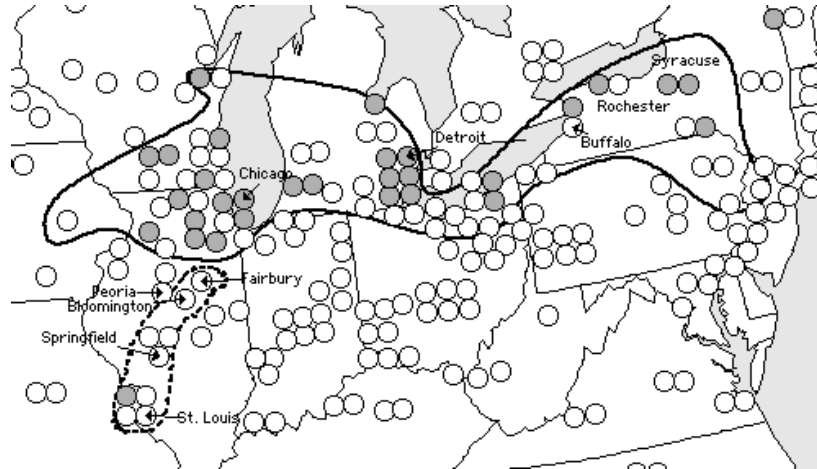 Syracuse
Rochester
Detroit
Buffalo
Chicago
Fairbury
Peoria
Bloomington
Springfield
St. Louis